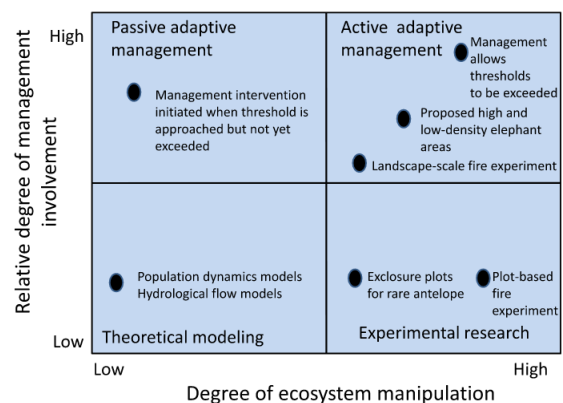 High
Relative degree of management
involvement
Low
Passive adaptive
management
Management intervention
initiated when threshold is
approached but not yet
exceeded
Active adaptive
management
Management
allows
thresholds
to be exceeded
Proposed high and
low-density elephant
areas
Landscape-scale fire experiment
Population dynamics models
Hydrological flow models
Theoretical modeling
Exclosure plots
for rare antelope
Plot-based
fire
experiment
Experimental research
Low
High
Degree of ecosystem manipulation